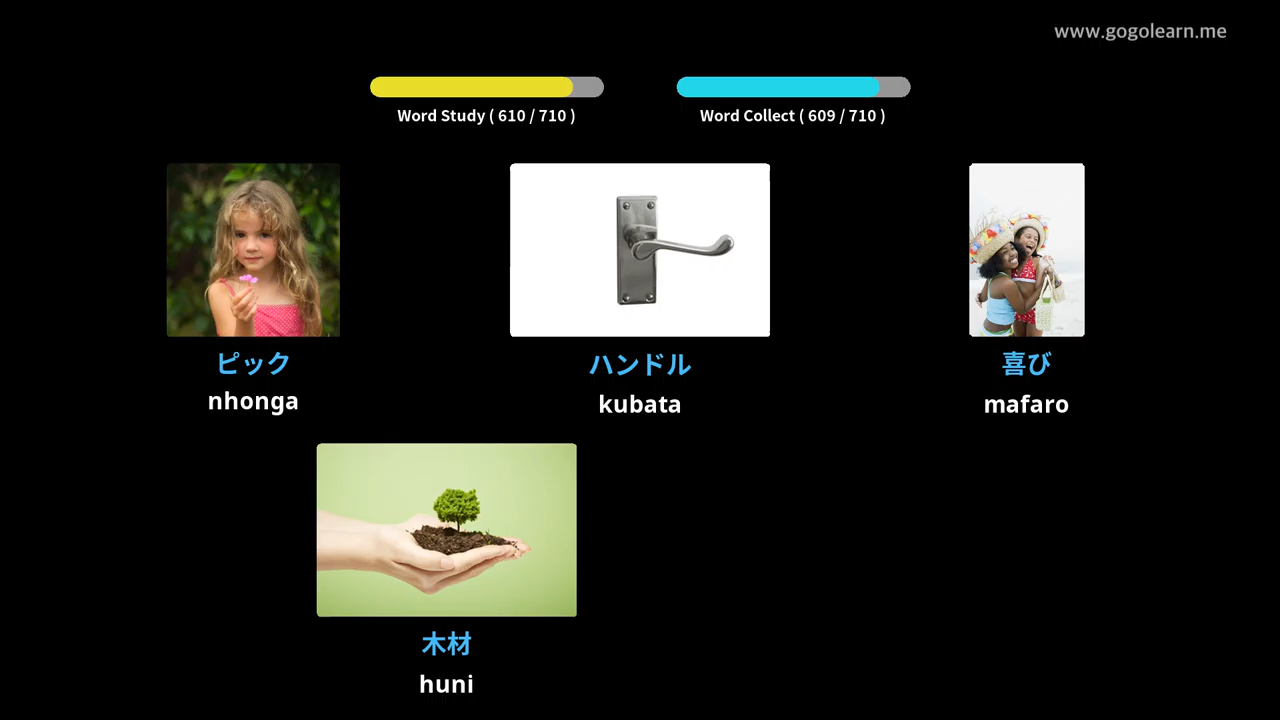 www.gogolearn.me
Word Study ( 610 / 710 )
Word Collect ( 609 / 710 )
ピック
nhonga
ハンドル
kubata
喜び
mafaro
木材
huni